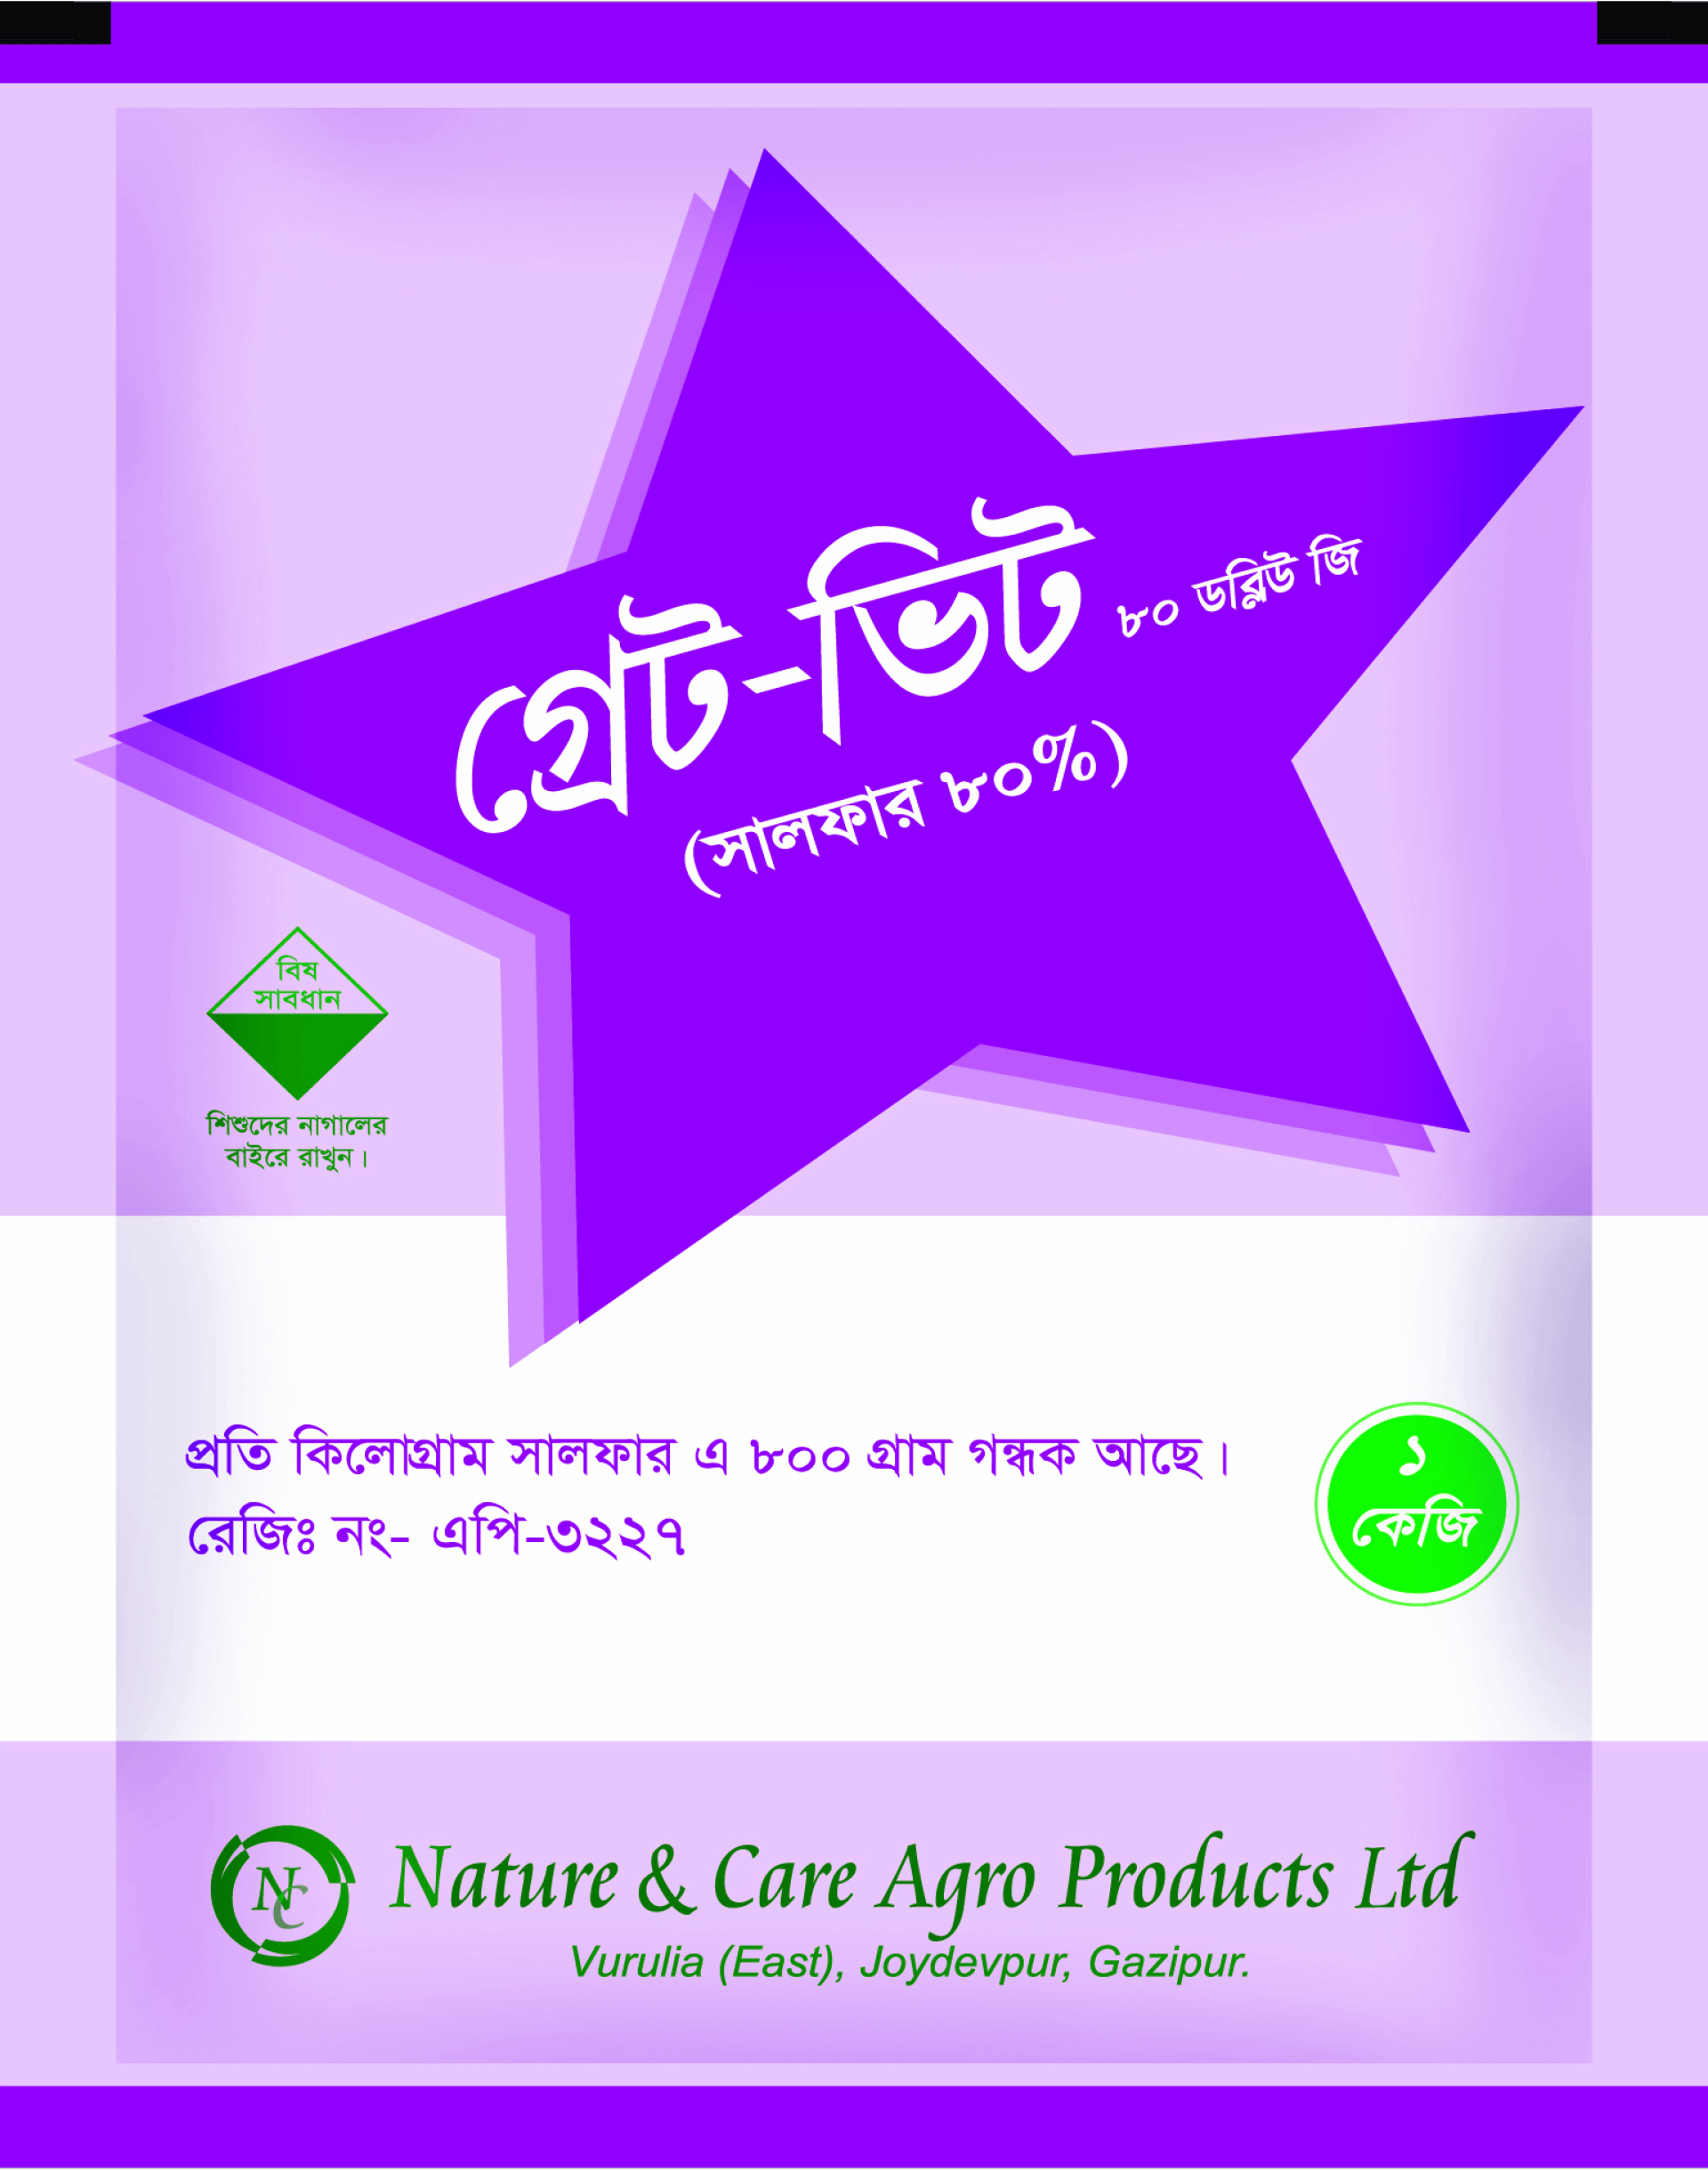 গ্রেট-ভিট ৮০ ডব্লিউ জি
(সালফার ৮০%)
বিষ
সাবধান
শিশুদের নাগালের
বাইরে রাখুন।
প্রতি কিলোগ্রাম সালফার এ ৮০০ গ্রাম গন্ধক আছে।
রেজিঃ নং- এপি-৩২২৭
১
কেজি
NC
Nature & Care Agro Products Ltd
Vurulia (East), Joydevpur, Gazipur.